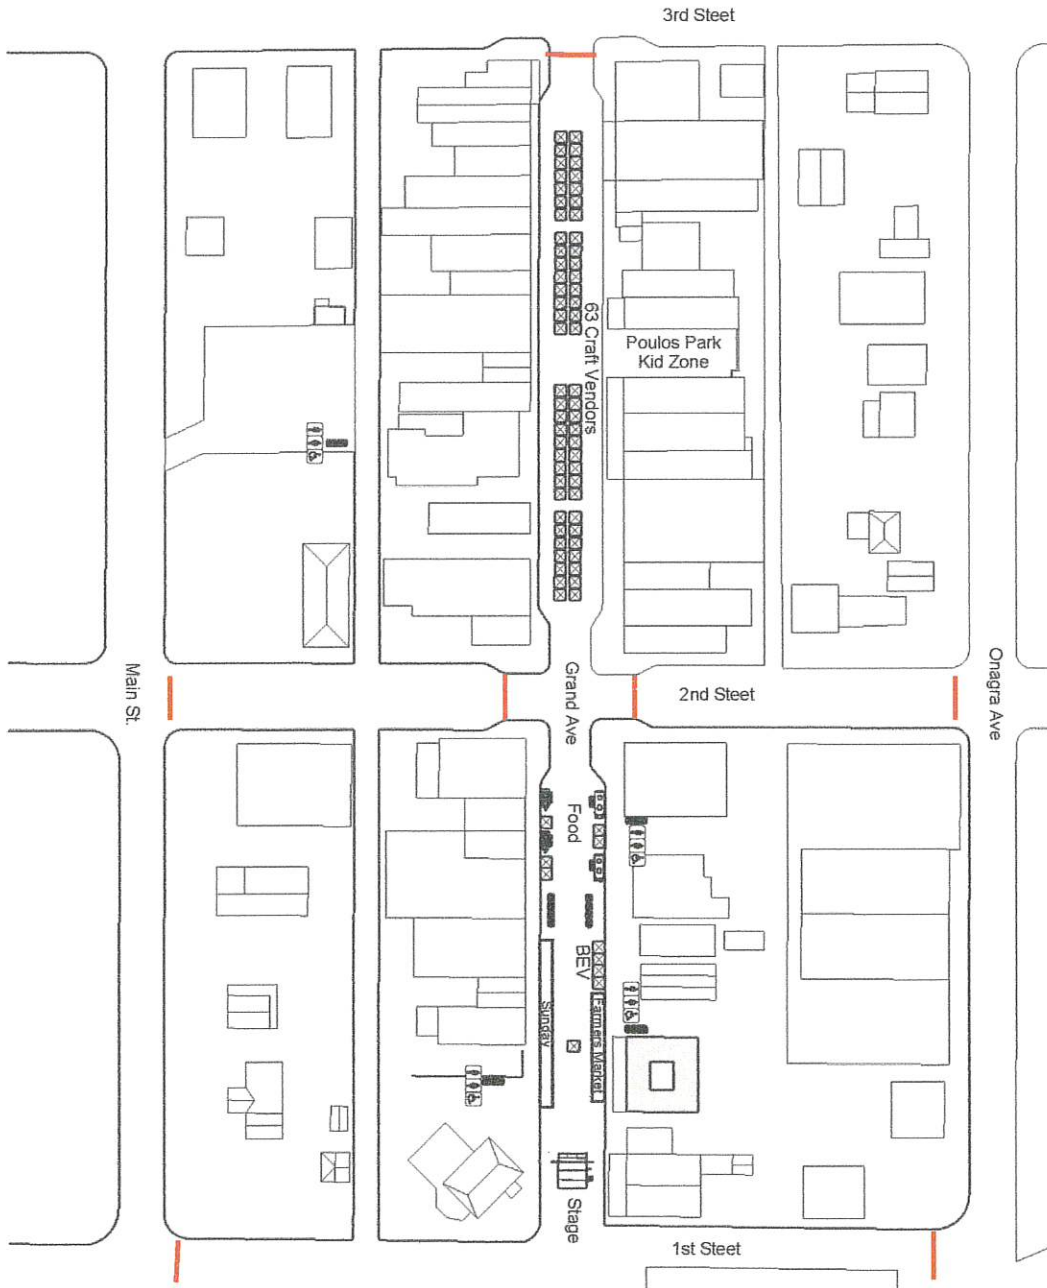 3rd Steet
63 Craft Vendors
Poulos Park
Kid Zone
Main St.
Grand Ave
2nd Steet
Onagra Ave
Food
BEV
Sunday
Farmers Market
Stage
1st Steet